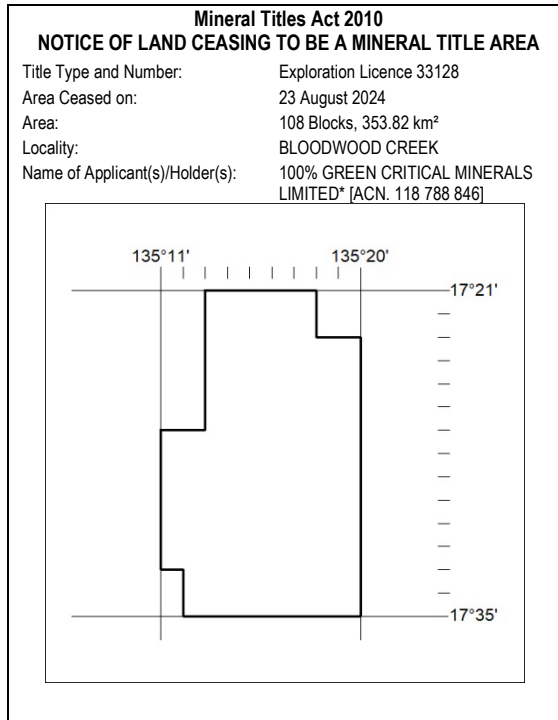 Mineral Titles Act 2010
NOTICE OF LAND CEASING TO BE A MINERAL TITLE AREA
Title Type and Number: Exploration Licence 33128
Area Ceased on: 23 August 2024
Area: 108 Blocks, 353.82 km²
Locality: BLOODWOOD CREEK
Name of Applicant(s)/Holder(s): 100% GREEN CRITICAL MINERALS
LIMITED* [ACN. 118 788 846]
135°11' 135°20'
17°21'
17°35'